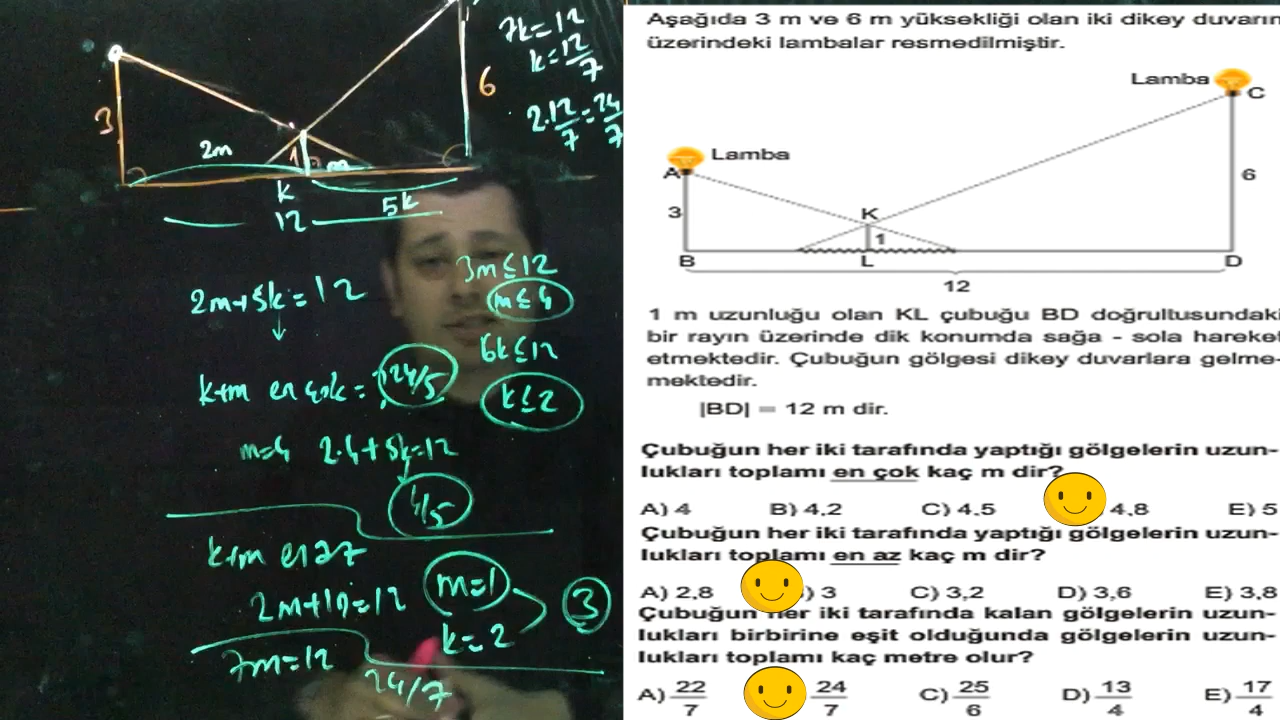 3
2m
1
m
6
K
5k
12
7k=12
k=12/7
2.12/7=24/7
2m+5k=12
3m≤12
m≤4
6k≤12
k≤2
k+m en çok=24/5
m=4 2.4+5k=12
4/5
k+m en az
2m+10=12
m=1
k=2
3
7m=12
24/7
Aşağıda 3 m ve 6 m yüksekliği olan iki dikey duvarın
üzerindeki lambalar resmedilmiştir.
Lamba
C
Lamba
A
6
3
K
1
B
L
D
12
1 m uzunluğu olan KL çubuğu BD doğrultusundaki
bir rayın üzerinde dik konumda sağa - sola hareket
etmektedir. Çubuğun gölgesi dikey duvarlara gelme-
mektedir.
|BD| = 12 m dir.
Çubuğun her iki tarafında yaptığı gölgelerin uzun-
lukları toplamı en çok kaç m dir?
A) 4 B) 4,2 C) 4,5 4,8 E) 5
Çubuğun her iki tarafında yaptığı gölgelerin uzun-
lukları toplamı en az kaç m dir?
A) 2,8 ) 3 C) 3,2 D) 3,6 E) 3,8
Çubuğun her iki tarafında kalan gölgelerin uzun-
lukları birbirine eşit olduğunda gölgelerin uzun-
lukları toplamı kaç metre olur?
A) 22/7 24/7 C) 25/6 D) 13/4 E) 17/4